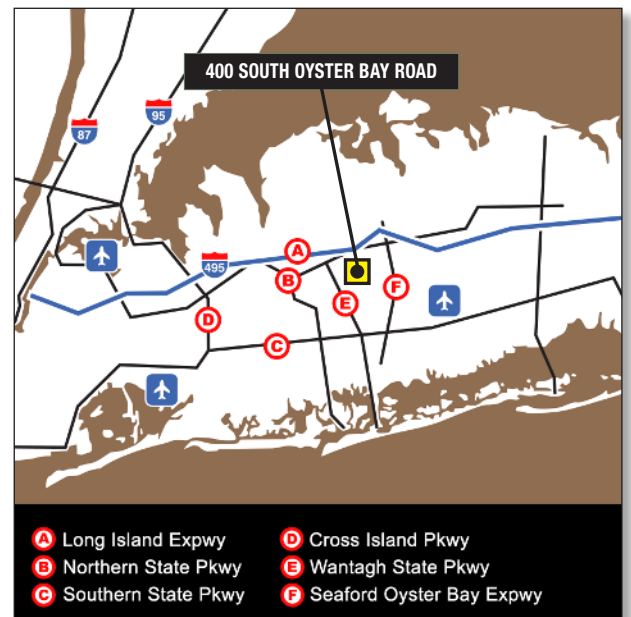 400 SOUTH OYSTER BAY ROAD
95
87
A
495
B
E
F
D
C
A Long Island Expwy
B Northern State Pkwy
C Southern State Pkwy
D Cross Island Pkwy
E Wantagh State Pkwy
F Seaford Oyster Bay Expwy